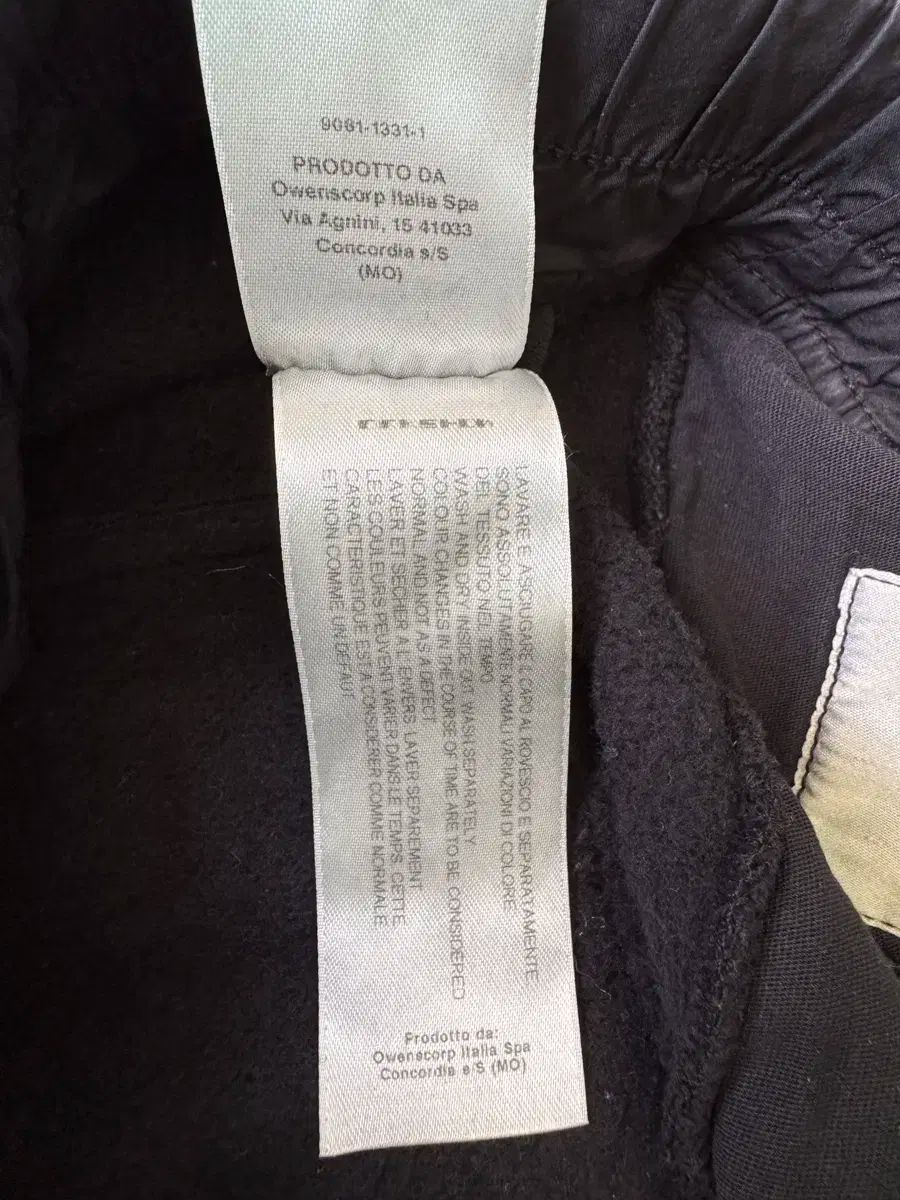 9061-1331-1
PRODOTTO DA
Owenscorp Italia Spa
Via Agnini, 15 41033
Concordia s/S
(MO)
LAVARE E ASCIUGARE IL CAPO AL ROVESCIO E SEPARATAMENTE.
SONO ASSOLUTAMENTE NORMALI VARIAZIONI DI COLORE
DEL TESSUTO NEL TEMPO
WASH AND DRY INSIDE OUT. WASH SEPARATELY
COLOUR CHANGES IN THE COURSE OF TIME ARE TO BE CONSIDERED
NORMAL AND NOT AS A DEFECT
LAVER ET SECHER A L'ENVERS. LAVER SEPAREMENT
LES COULEURS PEUVENT VARIER DANS LE TEMPS. CETTE
CARACTERISTIQUE EST A CONSIDERER COMME NORMALE
ET NON COMME UN DEFAUT
Prodotto da:
Owenscorp Italia Spa
Concordia s/S (MO)